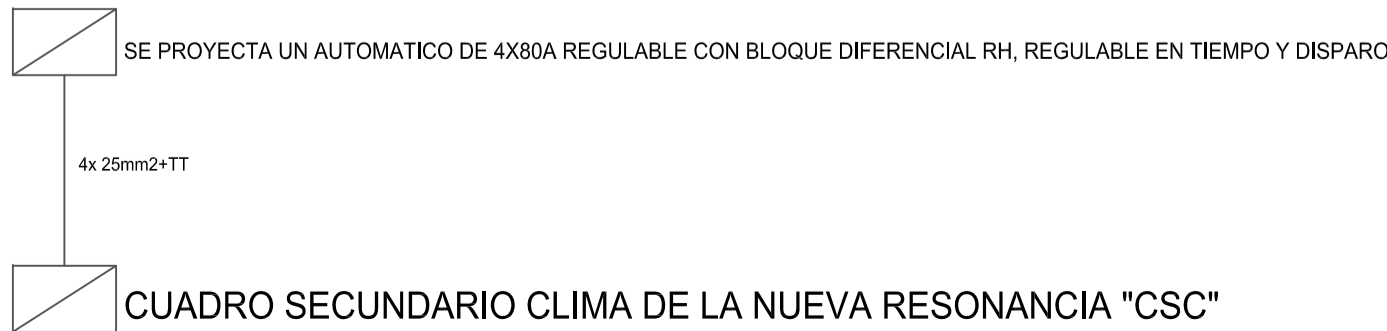 SE PROYECTA UN AUTOMATICO DE 4X80A REGULABLE CON BLOQUE DIFERENCIAL RH, REGULABLE EN TIEMPO Y DISPARO
4x 25mm2+TT
CUADRO SECUNDARIO CLIMA DE LA NUEVA RESONANCIA "CSC"